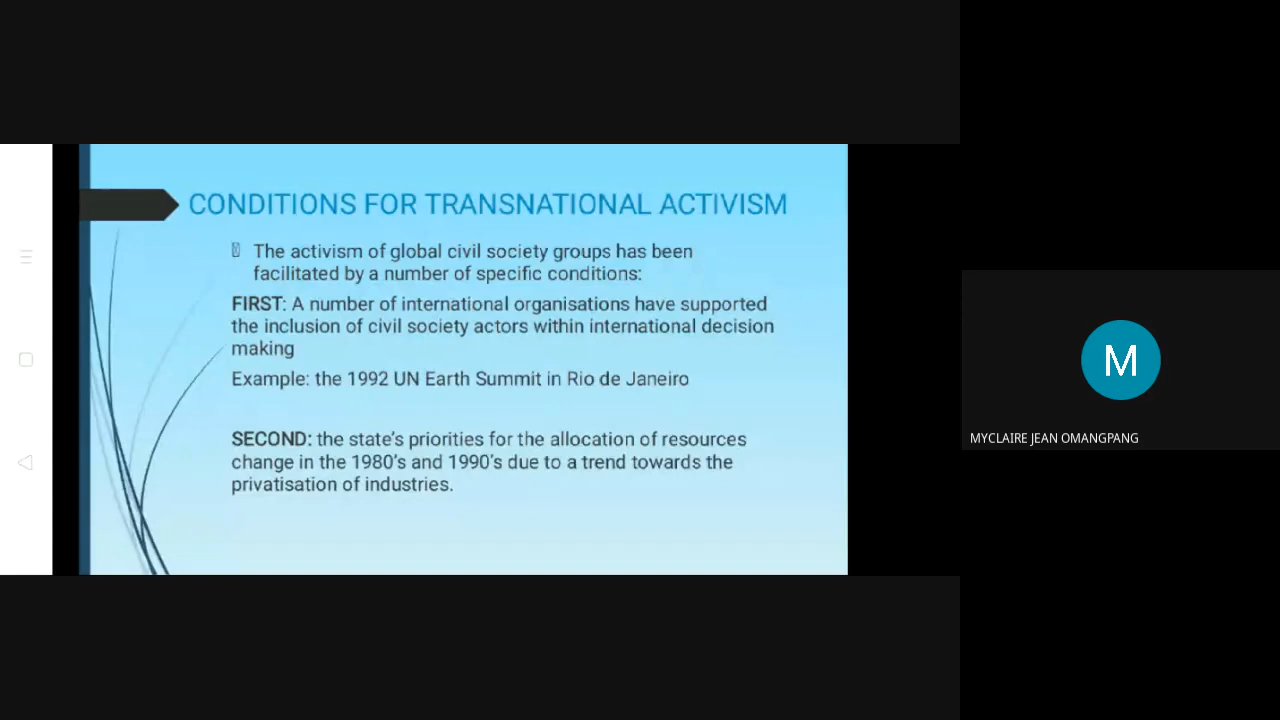 CONDITIONS FOR TRANSNATIONAL ACTIVISM
The activism of global civil society groups has been
facilitated by a number of specific conditions:
FIRST: A number of international organisations have supported
the inclusion of civil society actors within international decision
making
Example: the 1992 UN Earth Summit in Rio de Janeiro
SECOND: the state's priorities for the allocation of resources
change in the 1980's and 1990's due to a trend towards the
privatisation of industries.
M
MYCLAIRE JEAN OMANGPANG